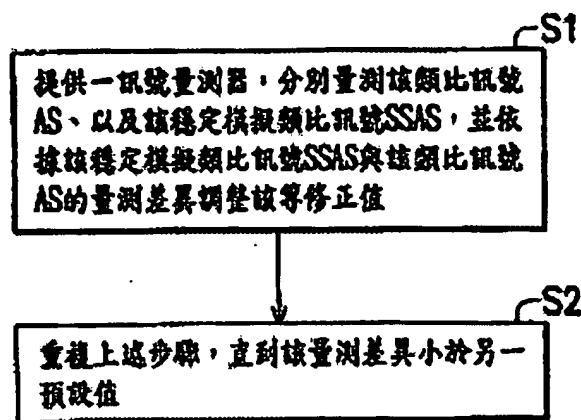 S1
提供一訊號量測器，分別量測該類比訊號
AS、以及該穩定模擬類比訊號SSAS，並依
據該穩定模擬類比訊號SSAS與該類比訊號
AS的量測差異調整該等修正值
S2
重複上述步驟，直到該量測差異小於另一
預設值